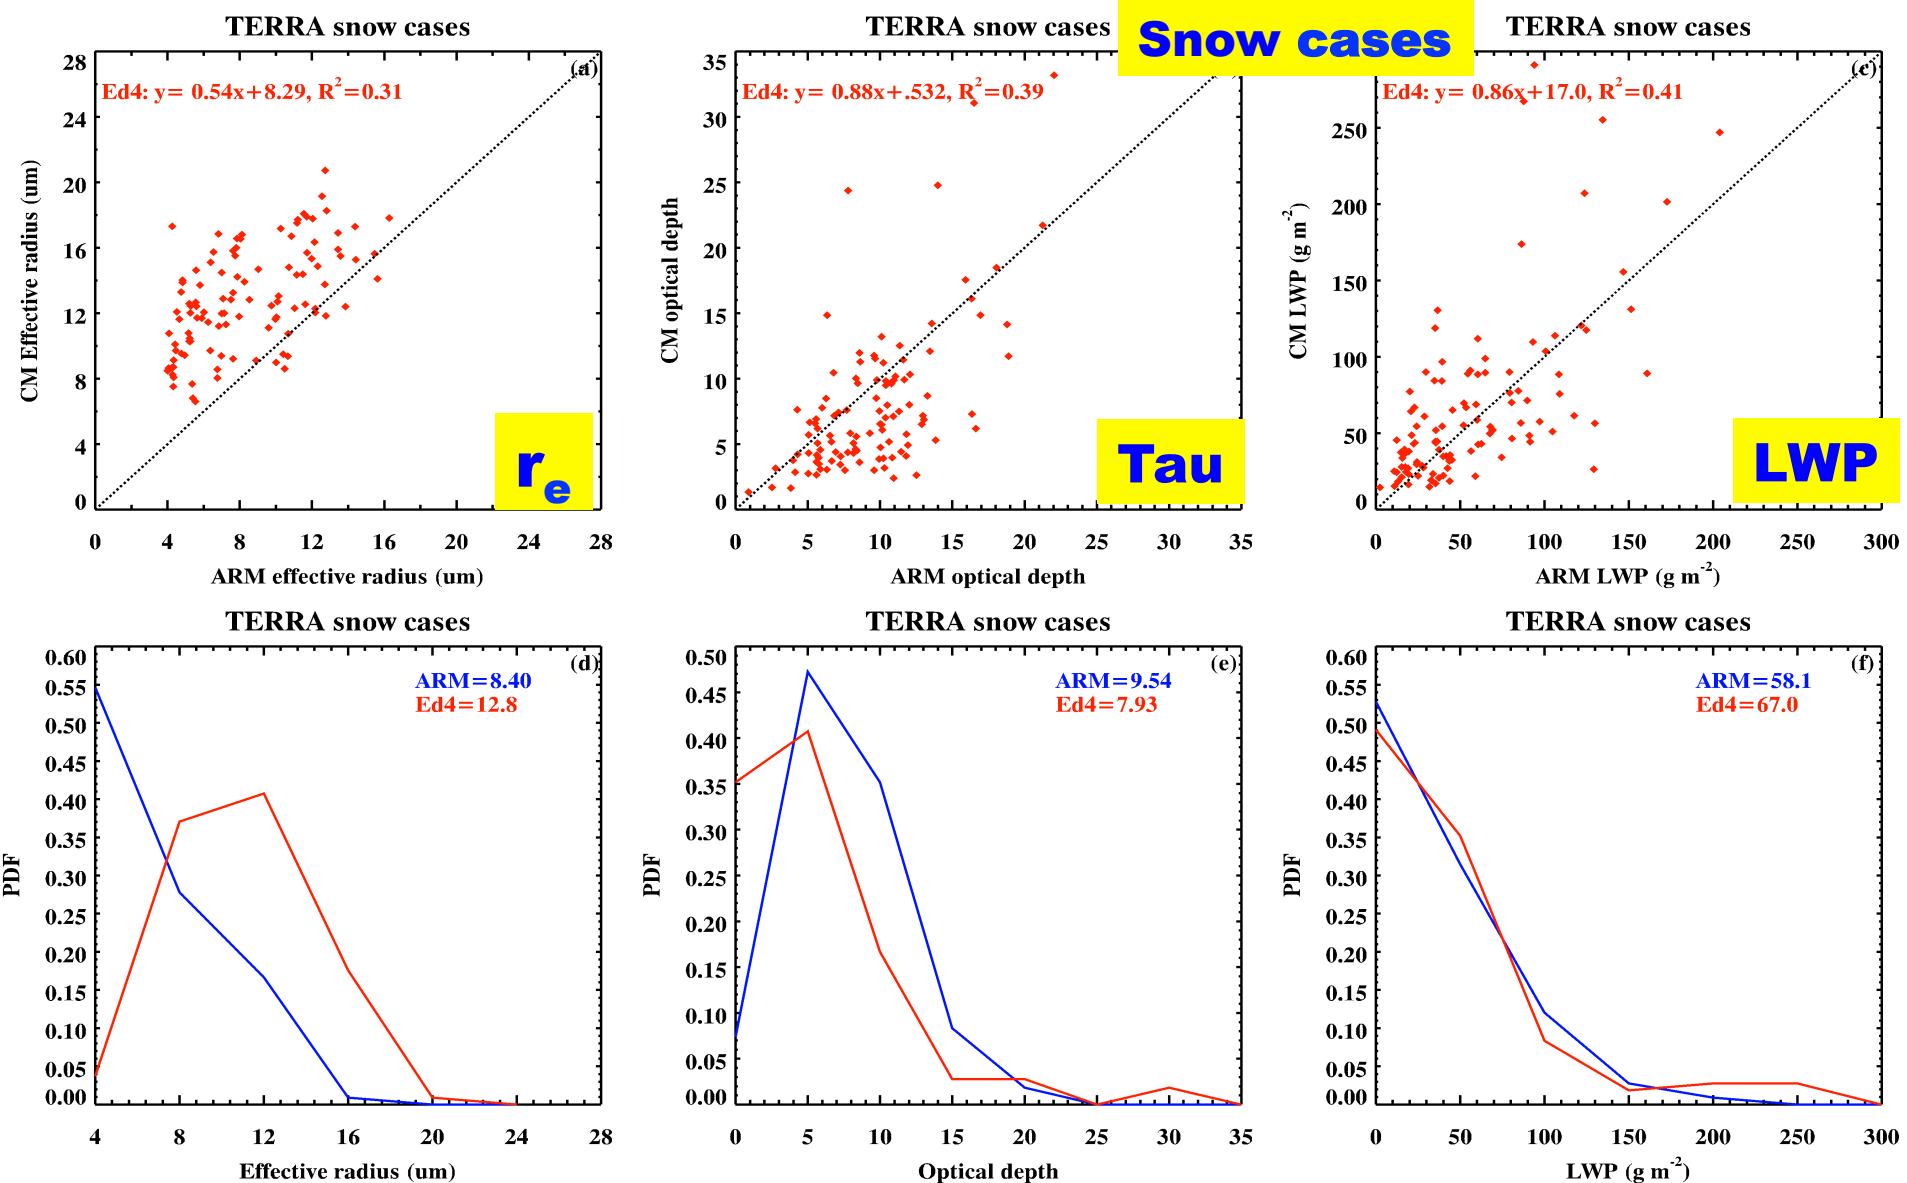 TERRA snow cases
(a)
Ed4: y= 0.54x+8.29, R²=0.31
28
24
20
16
12
8
4
0
CM Effective radius (um)
0 4 8 12 16 20 24 28
ARM effective radius (um)
r e
TERRA snow cases
Snow cases
Ed4: y= 0.88x+.532, R²=0.39
35
30
25
20
15
10
5
0
CM optical depth
0 5 10 15 20 25 30 35
ARM optical depth
Tau
TERRA snow cases
(c)
Ed4: y= 0.86x+17.0, R²=0.41
250
200
150
100
50
0
CM LWP (g m⁻²)
0 50 100 150 200 250 300
ARM LWP (g m⁻²)
LWP
TERRA snow cases
(d)
ARM=8.40
Ed4=12.8
0.60
0.55
0.50
0.45
0.40
0.35
0.30
0.25
0.20
0.15
0.10
0.05
0.00
PDF
4 8 12 16 20 24 28
Effective radius (um)
TERRA snow cases
(e)
ARM=9.54
Ed4=7.93
0.50
0.45
0.40
0.35
0.30
0.25
0.20
0.15
0.10
0.05
0.00
PDF
0 5 10 15 20 25 30 35
Optical depth
TERRA snow cases
(f)
ARM=58.1
Ed4=67.0
0.60
0.55
0.50
0.45
0.40
0.35
0.30
0.25
0.20
0.15
0.10
0.05
0.00
PDF
0 50 100 150 200 250 300
LWP (g m⁻²)